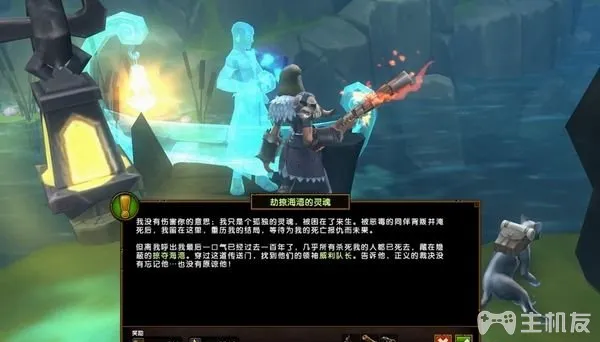 劫掠海湾的灵魂
我没有伤害你的意思；我只是个孤独的灵魂，被困在了来生。被恶毒的同伴背叛并淹
死后，我留在这里，重历我的结局，等待为我的死亡报仇而未果。
但离我呼出我最后一口气已经过去一百年了，几乎所有杀死我的人都已死去，藏在隐
蔽的掠夺海湾。穿过这道传送门，找到他们的领袖威利队长。告诉他，正义的裁决没
有忘记他…也没有原谅他！
奖励
主机友